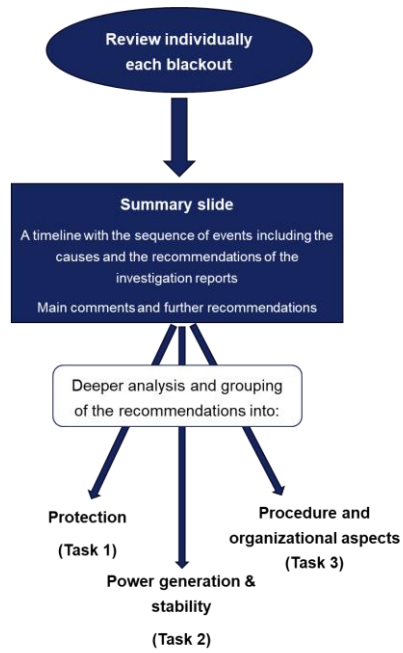 Review individually
each blackout
Summary slide
A timeline with the sequence of events including the
causes and the recommendations of the
investigation reports
Main comments and further recommendations
Deeper analysis and grouping
of the recommendations into:
Protection
(Task 1)
Power generation &
stability
(Task 2)
Procedure and
organizational aspects
(Task 3)